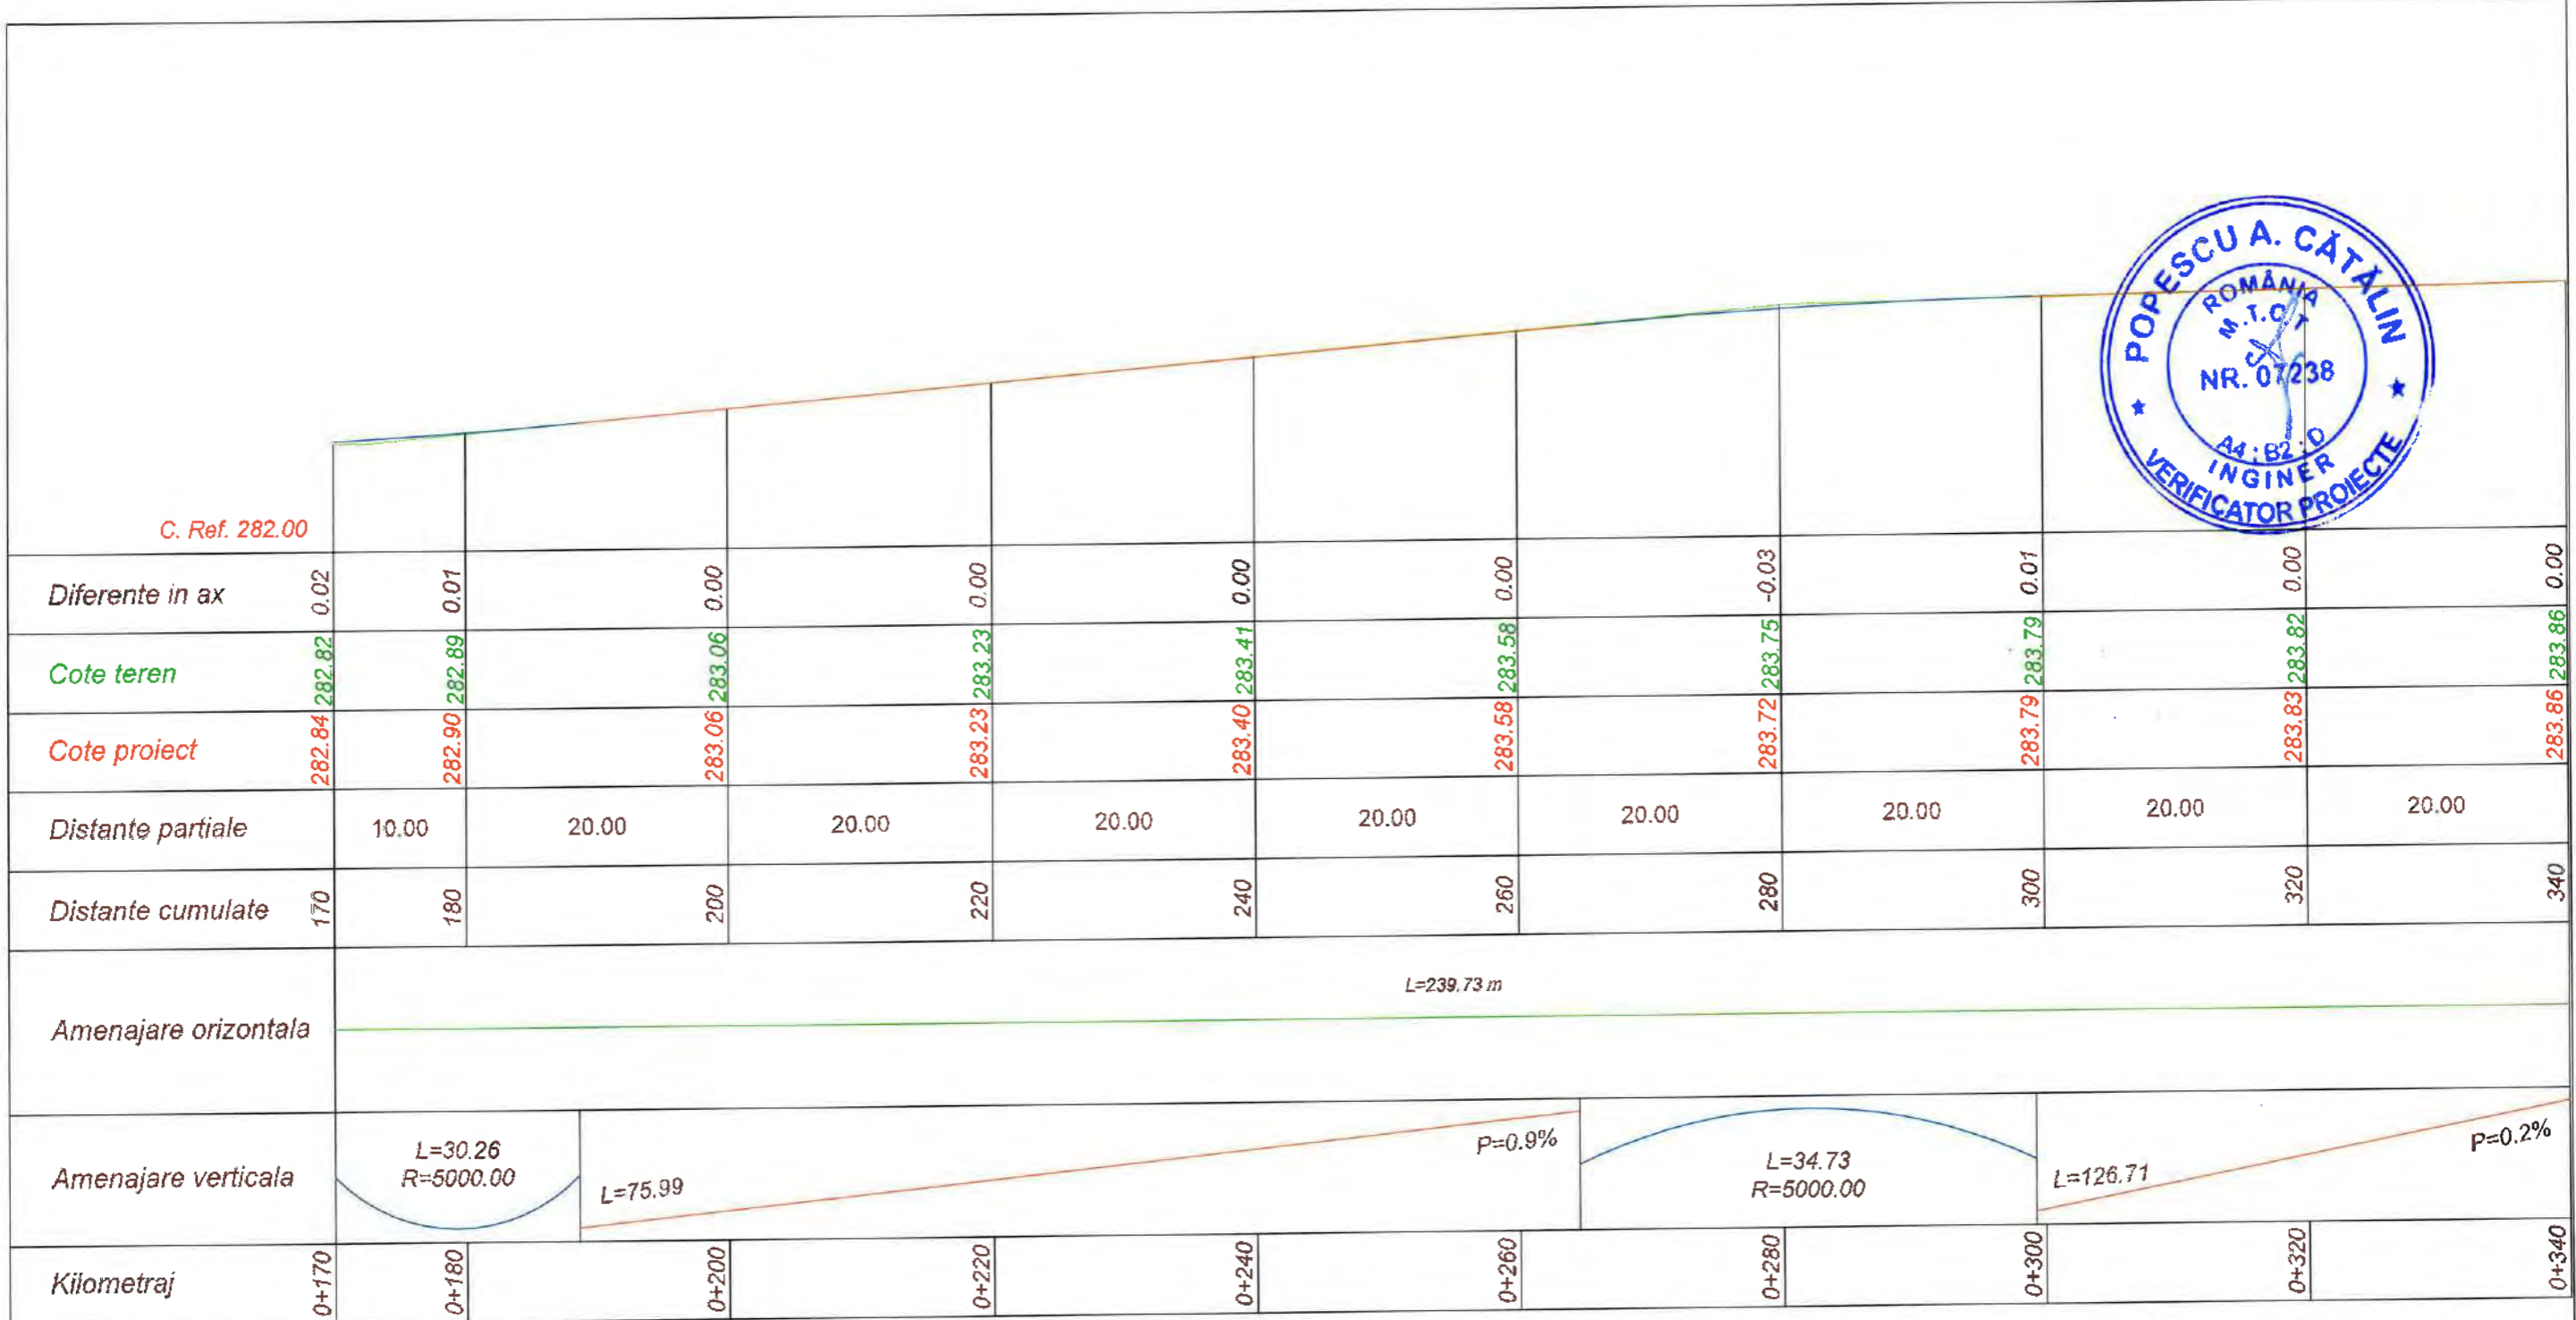 POPESCU A. CĂTĂLIN
ROMÂNIA
M.T.C.T
NR. 07238
A4 ; B2 ; D
INGINER
VERIFICATOR PROIECTE
C. Ref. 282.00
Diferente in ax 0.02 0.01 0.00 0.00 0.00 0.00 -0.03 0.01 0.00 0.00
Cote teren 282.82 282.89 283.06 283.23 283.41 283.58 283.75 283.79 283.82 283.86
Cote proiect 282.84 282.90 283.06 283.23 283.40 283.58 283.72 283.79 283.83 283.86
Distante partiale 10.00 20.00 20.00 20.00 20.00 20.00 20.00 20.00 20.00
Distante cumulate 170 180 200 220 240 260 280 300 320 340
L=239.73 m
Amenajare orizontala
Amenajare verticala
L=30.26
R=5000.00
L=75.99
P=0.9%
L=34.73
R=5000.00
L=126.71
P=0.2%
Kilometraj 0+170 0+180 0+200 0+220 0+240 0+260 0+280 0+300 0+320 0+340